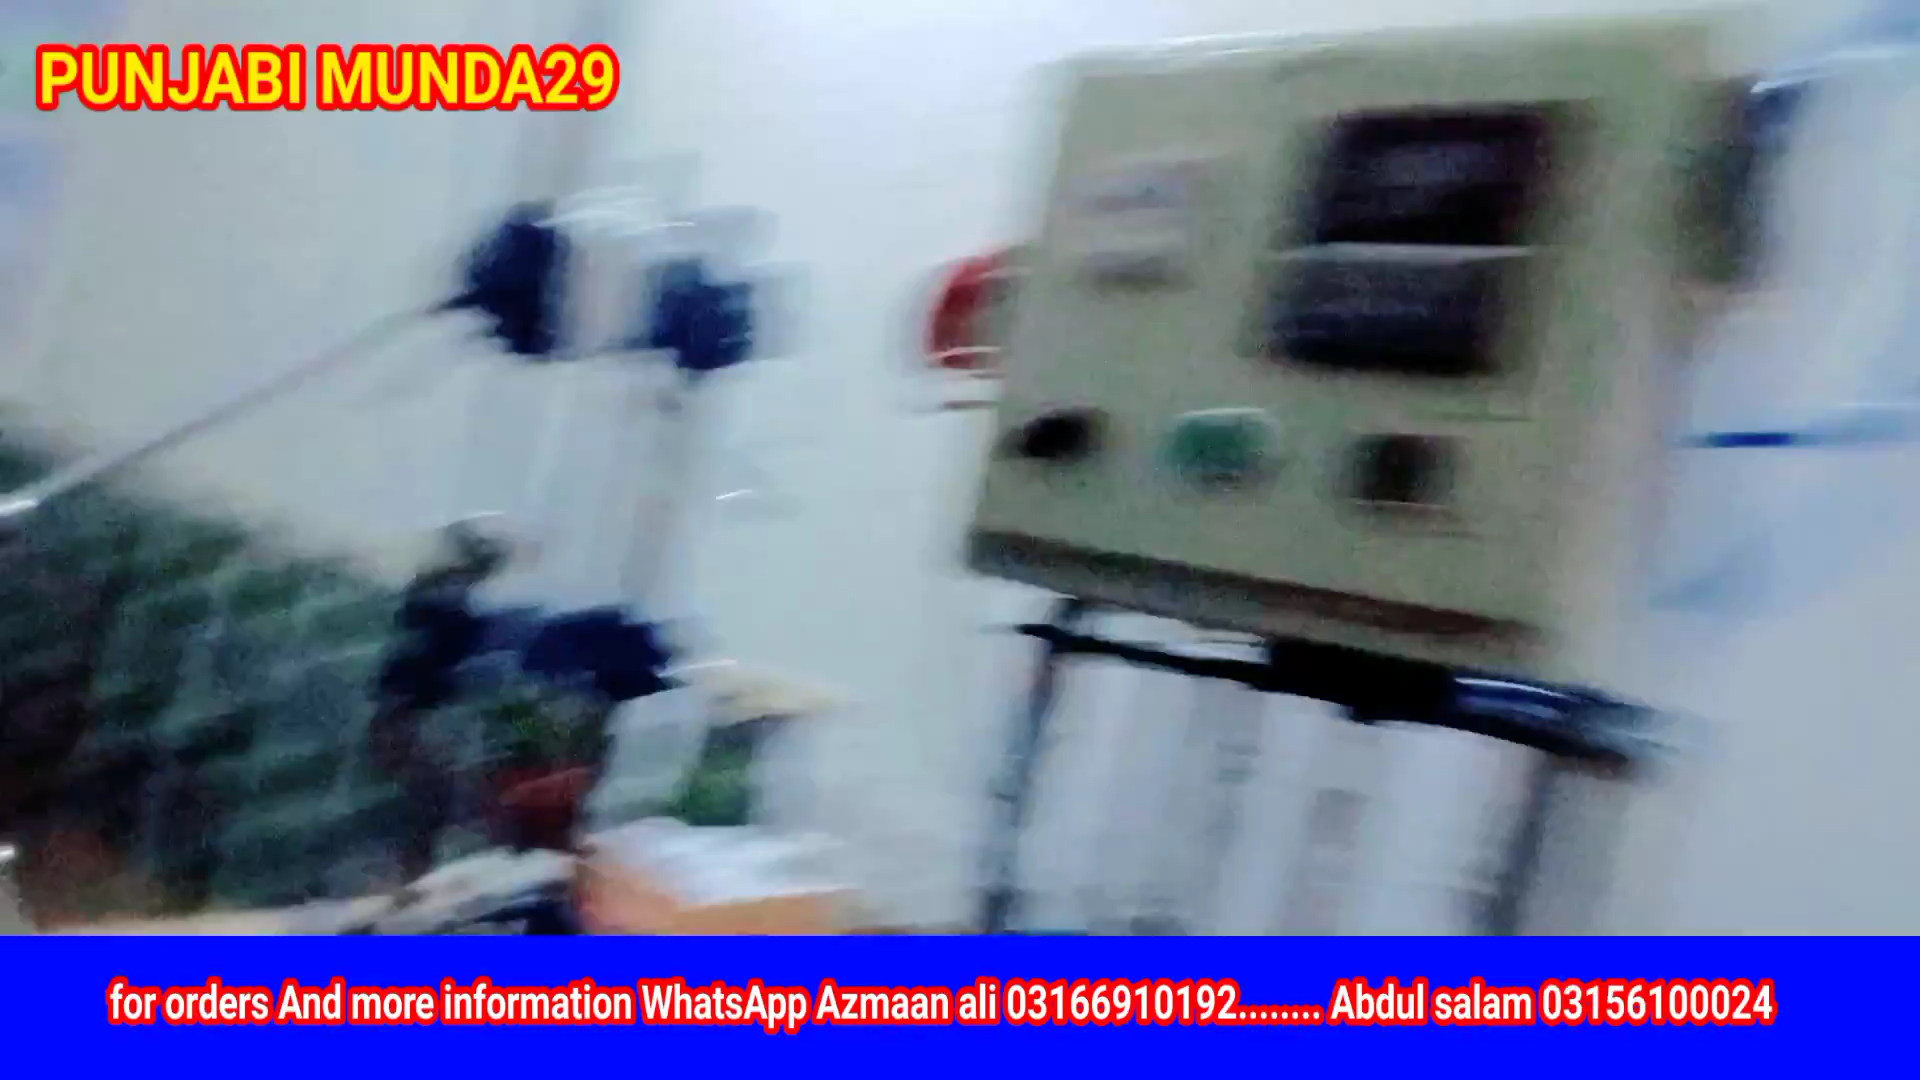 PUNJABI MUNDA29
for orders And more information WhatsApp Azmaan ali 03166910192........ Abdul salam 03156100024